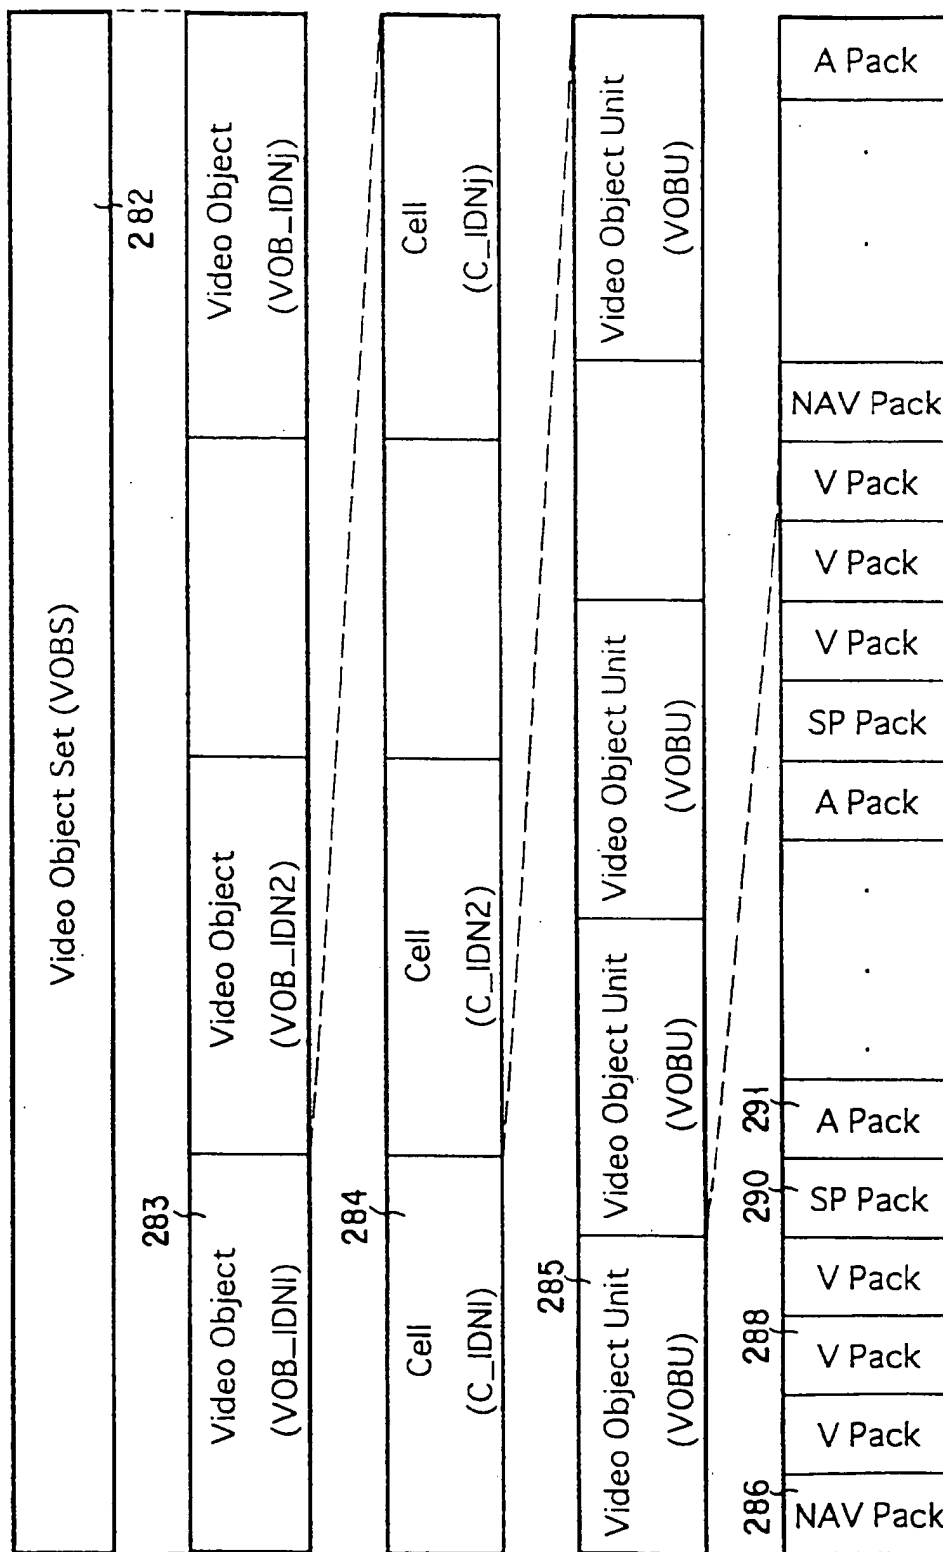 Video Object Set (VOBS)
282
283
Video Object
(VOB_IDN1)
Video Object
(VOB_IDN2)
Video Object
(VOB_IDNj)
284
Cell
(C_IDN1)
Cell
(C_IDN2)
Cell
(C_IDNj)
285
Video Object Unit
(VOBU)
Video Object Unit
(VOBU)
Video Object Unit
(VOBU)
Video Object Unit
(VOBU)
286
288
290
291
NAV Pack
V Pack
V Pack
V Pack
SP Pack
A Pack
. . .
A Pack
SP Pack
V Pack
V Pack
V Pack
NAV Pack
. .
A Pack